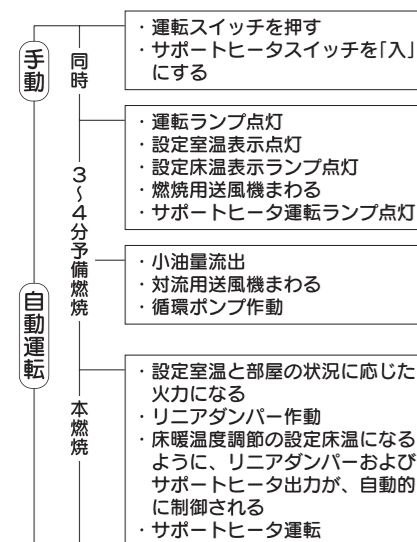 手動
同時
・運転スイッチを押す
・サポートヒータスイッチを「入」
にする
自動運転
3～4分予備燃焼
・運転ランプ点灯
・設定室温表示点灯
・設定床温表示ランプ点灯
・燃焼用送風機まわる
・サポートヒータ運転ランプ点灯
・小油量流出
・対流用送風機まわる
・循環ポンプ作動
本燃焼
・設定室温と部屋の状況に応じた
火力になる
・リニアダンパー作動
・床暖温度調節の設定床温になる
ように、リニアダンパーおよび
サポートヒータ出力が、自動的
に制御される
・サポートヒータ運転